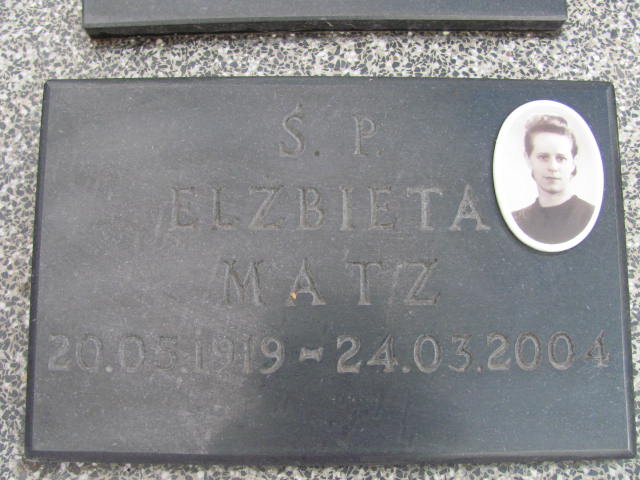 Ś. P.
ELZBIETA
MATZ
20.05.1919 - 24.03.2004